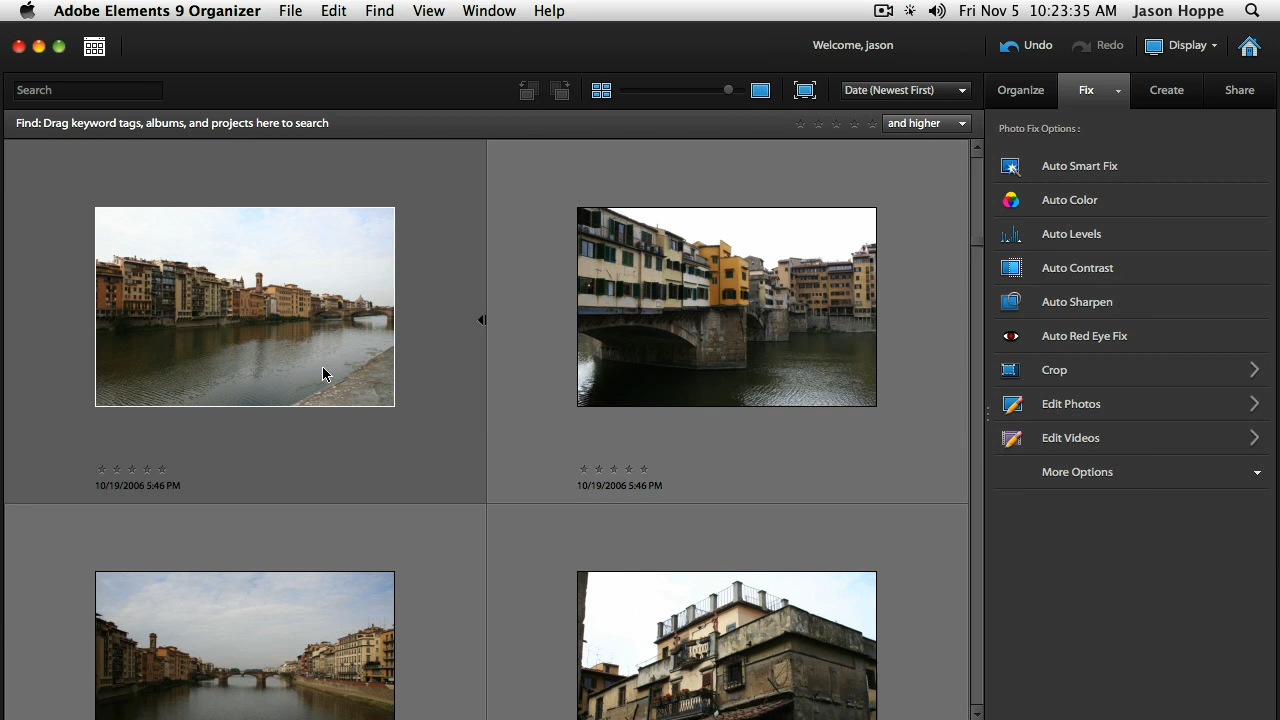 Adobe Elements 9 Organizer File Edit Find View Window Help Fri Nov 5 10:23:35 AM Jason Hoppe
Welcome, jason Undo Redo Display
Search Date (Newest First) Organize Fix Create Share
Find: Drag keyword tags, albums, and projects here to search and higher
Photo Fix Options :
Auto Smart Fix
Auto Color
Auto Levels
Auto Contrast
Auto Sharpen
Auto Red Eye Fix
Crop
Edit Photos
Edit Videos
More Options
10/19/2006 5:46 PM 10/19/2006 5:46 PM